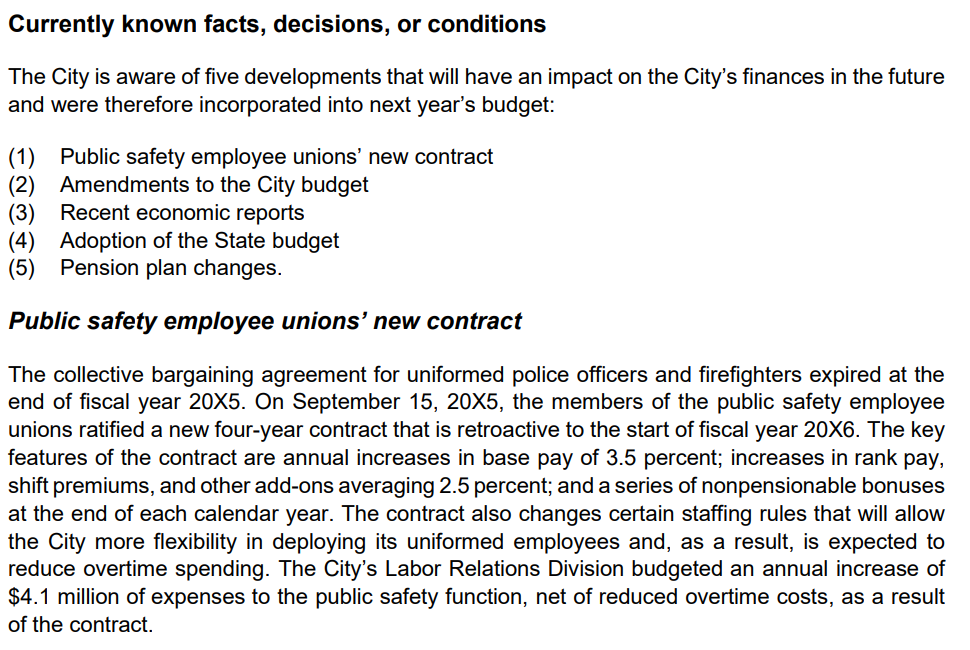 Currently known facts, decisions, or conditions
The City is aware of five developments that will have an impact on the City’s finances in the future
and were therefore incorporated into next year’s budget:
(1) Public safety employee unions’ new contract
(2) Amendments to the City budget
(3) Recent economic reports
(4) Adoption of the State budget
(5) Pension plan changes.
Public safety employee unions’ new contract
The collective bargaining agreement for uniformed police officers and firefighters expired at the
end of fiscal year 20X5. On September 15, 20X5, the members of the public safety employee
unions ratified a new four-year contract that is retroactive to the start of fiscal year 20X6. The key
features of the contract are annual increases in base pay of 3.5 percent; increases in rank pay,
shift premiums, and other add-ons averaging 2.5 percent; and a series of nonpensionable bonuses
at the end of each calendar year. The contract also changes certain staffing rules that will allow
the City more flexibility in deploying its uniformed employees and, as a result, is expected to
reduce overtime spending. The City’s Labor Relations Division budgeted an annual increase of
$4.1 million of expenses to the public safety function, net of reduced overtime costs, as a result
of the contract.